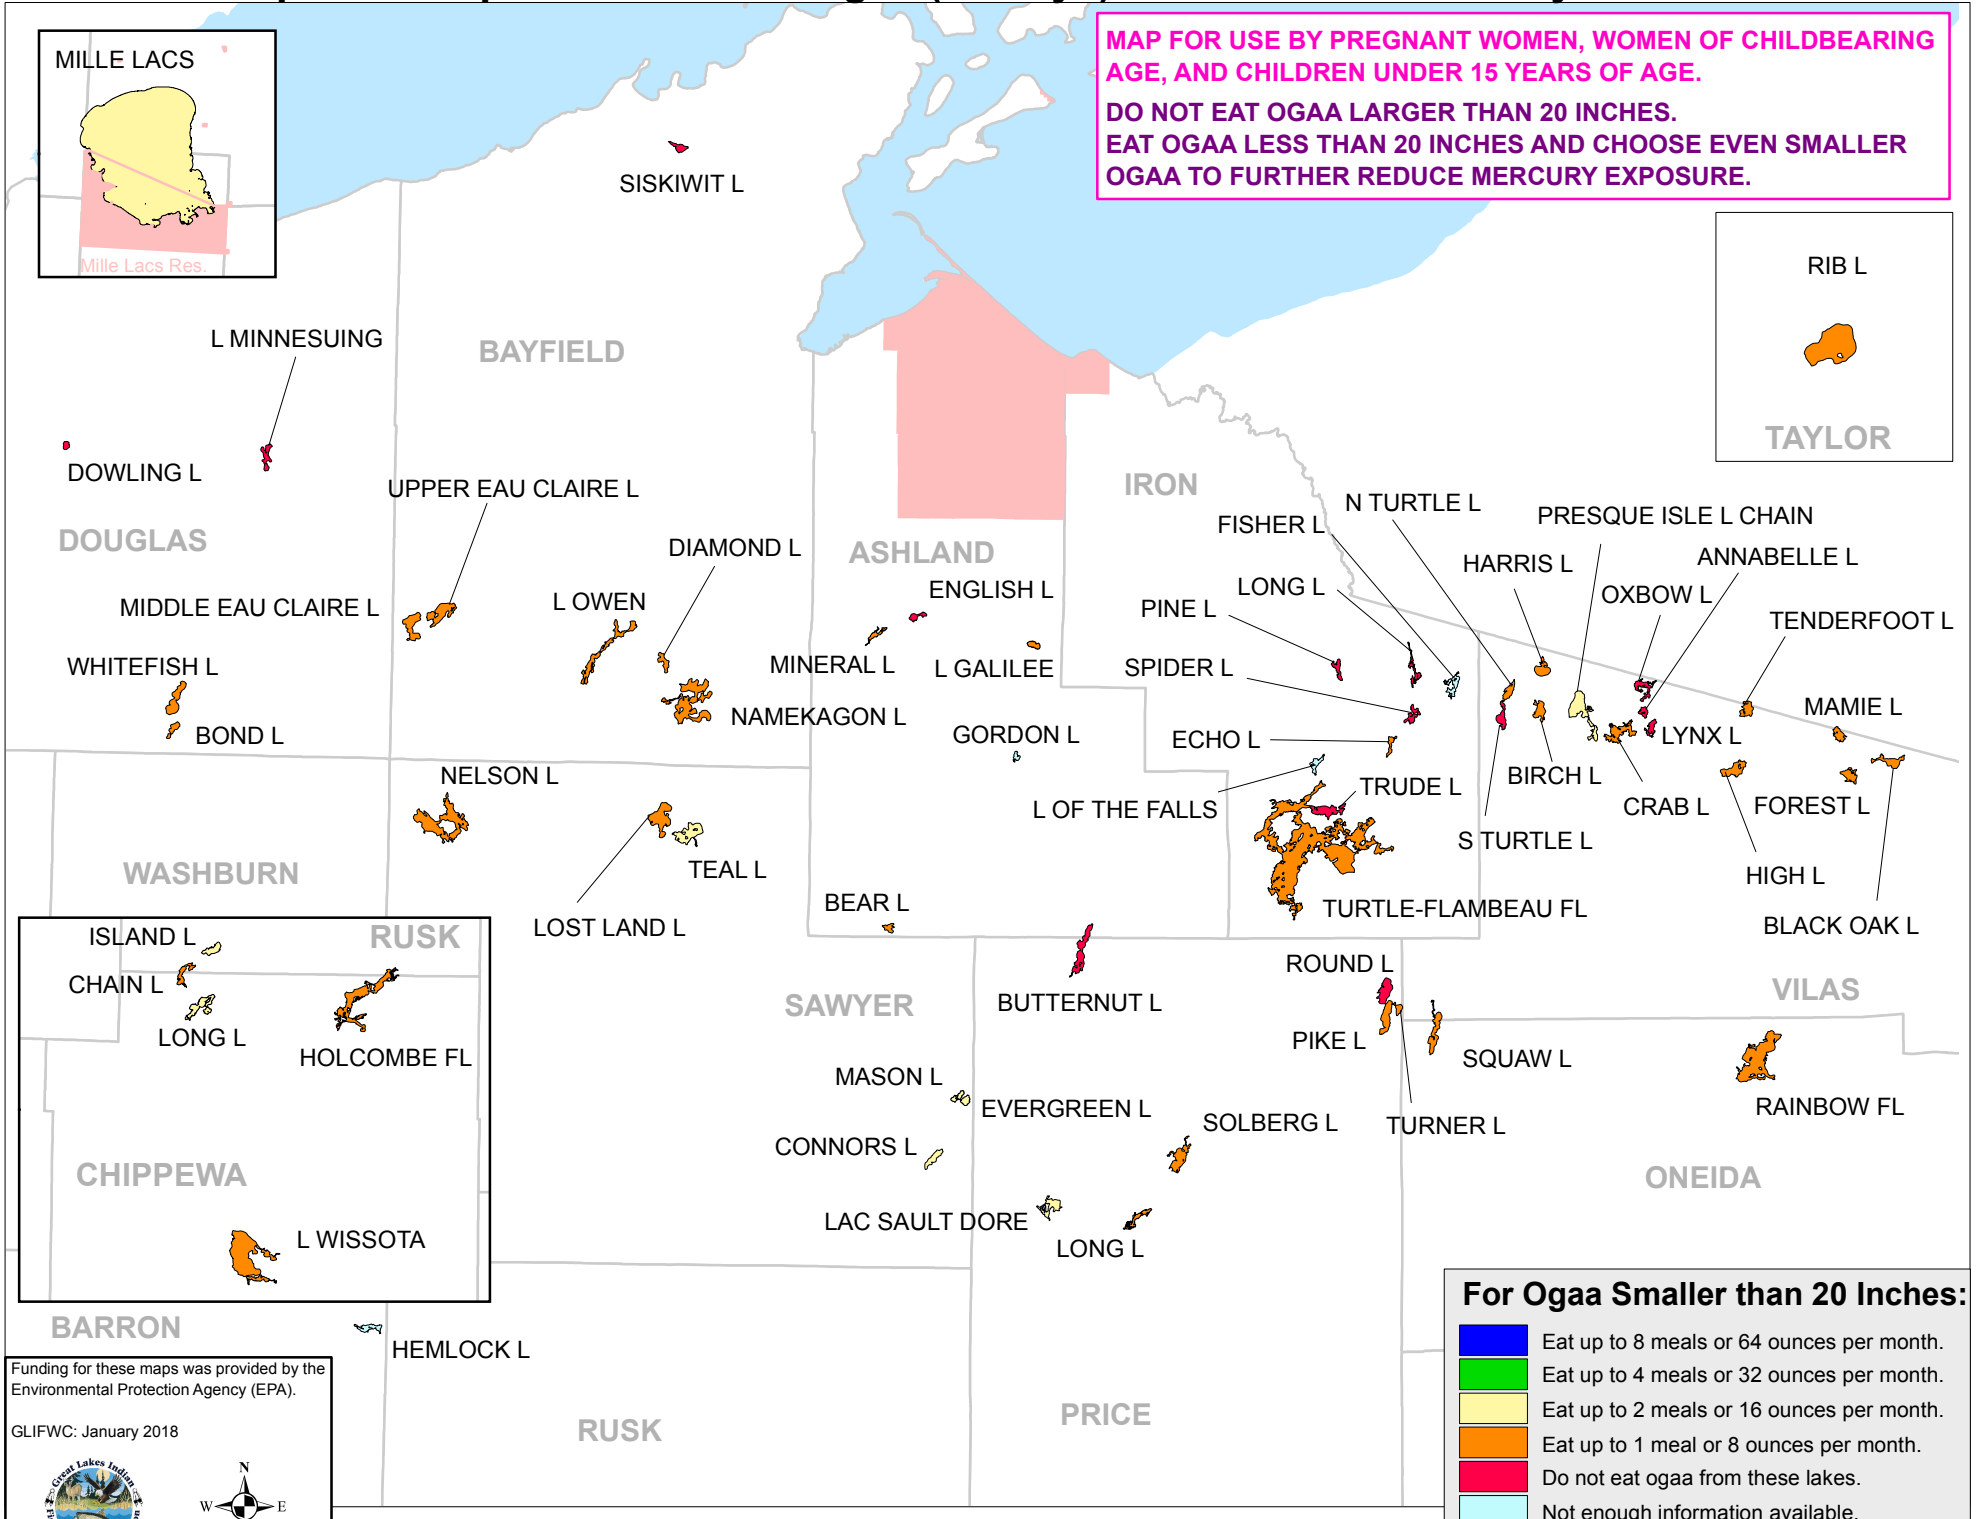 MILLE LACS
Mille Lacs Res.
MAP FOR USE BY PREGNANT WOMEN, WOMEN OF CHILDBEARING
AGE, AND CHILDREN UNDER 15 YEARS OF AGE.
DO NOT EAT OGAA LARGER THAN 20 INCHES.
EAT OGAA LESS THAN 20 INCHES AND CHOOSE EVEN SMALLER
OGAA TO FURTHER REDUCE MERCURY EXPOSURE.
SISKIWIT L
RIB L
TAYLOR
L MINNESUING
BAYFIELD
DOWLING L
UPPER EAU CLAIRE L
IRON
N TURTLE L
FISHER L
PRESQUE ISLE L CHAIN
DOUGLAS
DIAMOND L
ASHLAND
HARRIS L
ANNABELLE L
ENGLISH L
LONG L
OXBOW L
MIDDLE EAU CLAIRE L
L OWEN
PINE L
TENDERFOOT L
WHITEFISH L
MINERAL L
L GALILEE
SPIDER L
NAMEKAGON L
MAMIE L
BOND L
GORDON L
ECHO L
LYNX L
NELSON L
BIRCH L
TRUDE L
L OF THE FALLS
CRAB L
FOREST L
S TURTLE L
WASHBURN
TEAL L
HIGH L
BEAR L
TURTLE-FLAMBEAU FL
LOST LAND L
BLACK OAK L
ISLAND L
RUSK
CHAIN L
LONG L
HOLCOMBE FL
CHIPPEWA
L WISSOTA
ROUND L
VILAS
SAWYER
BUTTERNUT L
PIKE L
SQUAW L
MASON L
EVERGREEN L
RAINBOW FL
SOLBERG L
TURNER L
CONNORS L
ONEIDA
LAC SAULT DORE
LONG L
BARRON
HEMLOCK L
RUSK
PRICE
Funding for these maps was provided by the
Environmental Protection Agency (EPA).
GLIFWC: January 2018
Great Lakes Indian
N
W E
For Ogaa Smaller than 20 Inches:
Eat up to 8 meals or 64 ounces per month.
Eat up to 4 meals or 32 ounces per month.
Eat up to 2 meals or 16 ounces per month.
Eat up to 1 meal or 8 ounces per month.
Do not eat ogaa from these lakes.
Not enough information available.